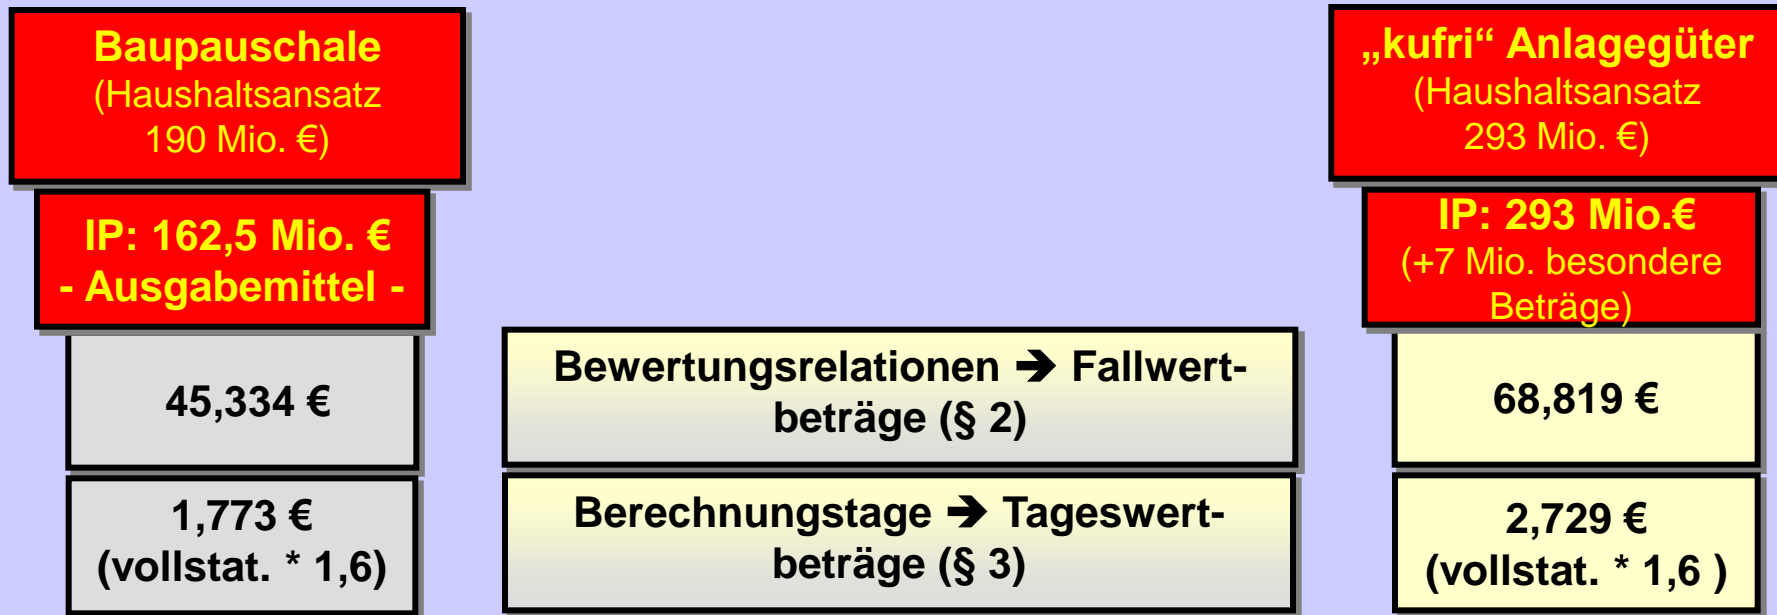 Baupauschale
(Haushaltsansatz
190 Mio. €)
„kufri“ Anlagegüter
(Haushaltsansatz
293 Mio. €)
IP: 162,5 Mio. €
- Ausgabemittel -
IP: 293 Mio.€
(+7 Mio. besondere
Beträge)
45,334 €
Bewertungsrelationen ➔ Fallwert-
beträge (§ 2)
68,819 €
1,773 €
(vollstat. * 1,6)
Berechnungstage ➔ Tageswert-
beträge (§ 3)
2,729 €
(vollstat. * 1,6 )